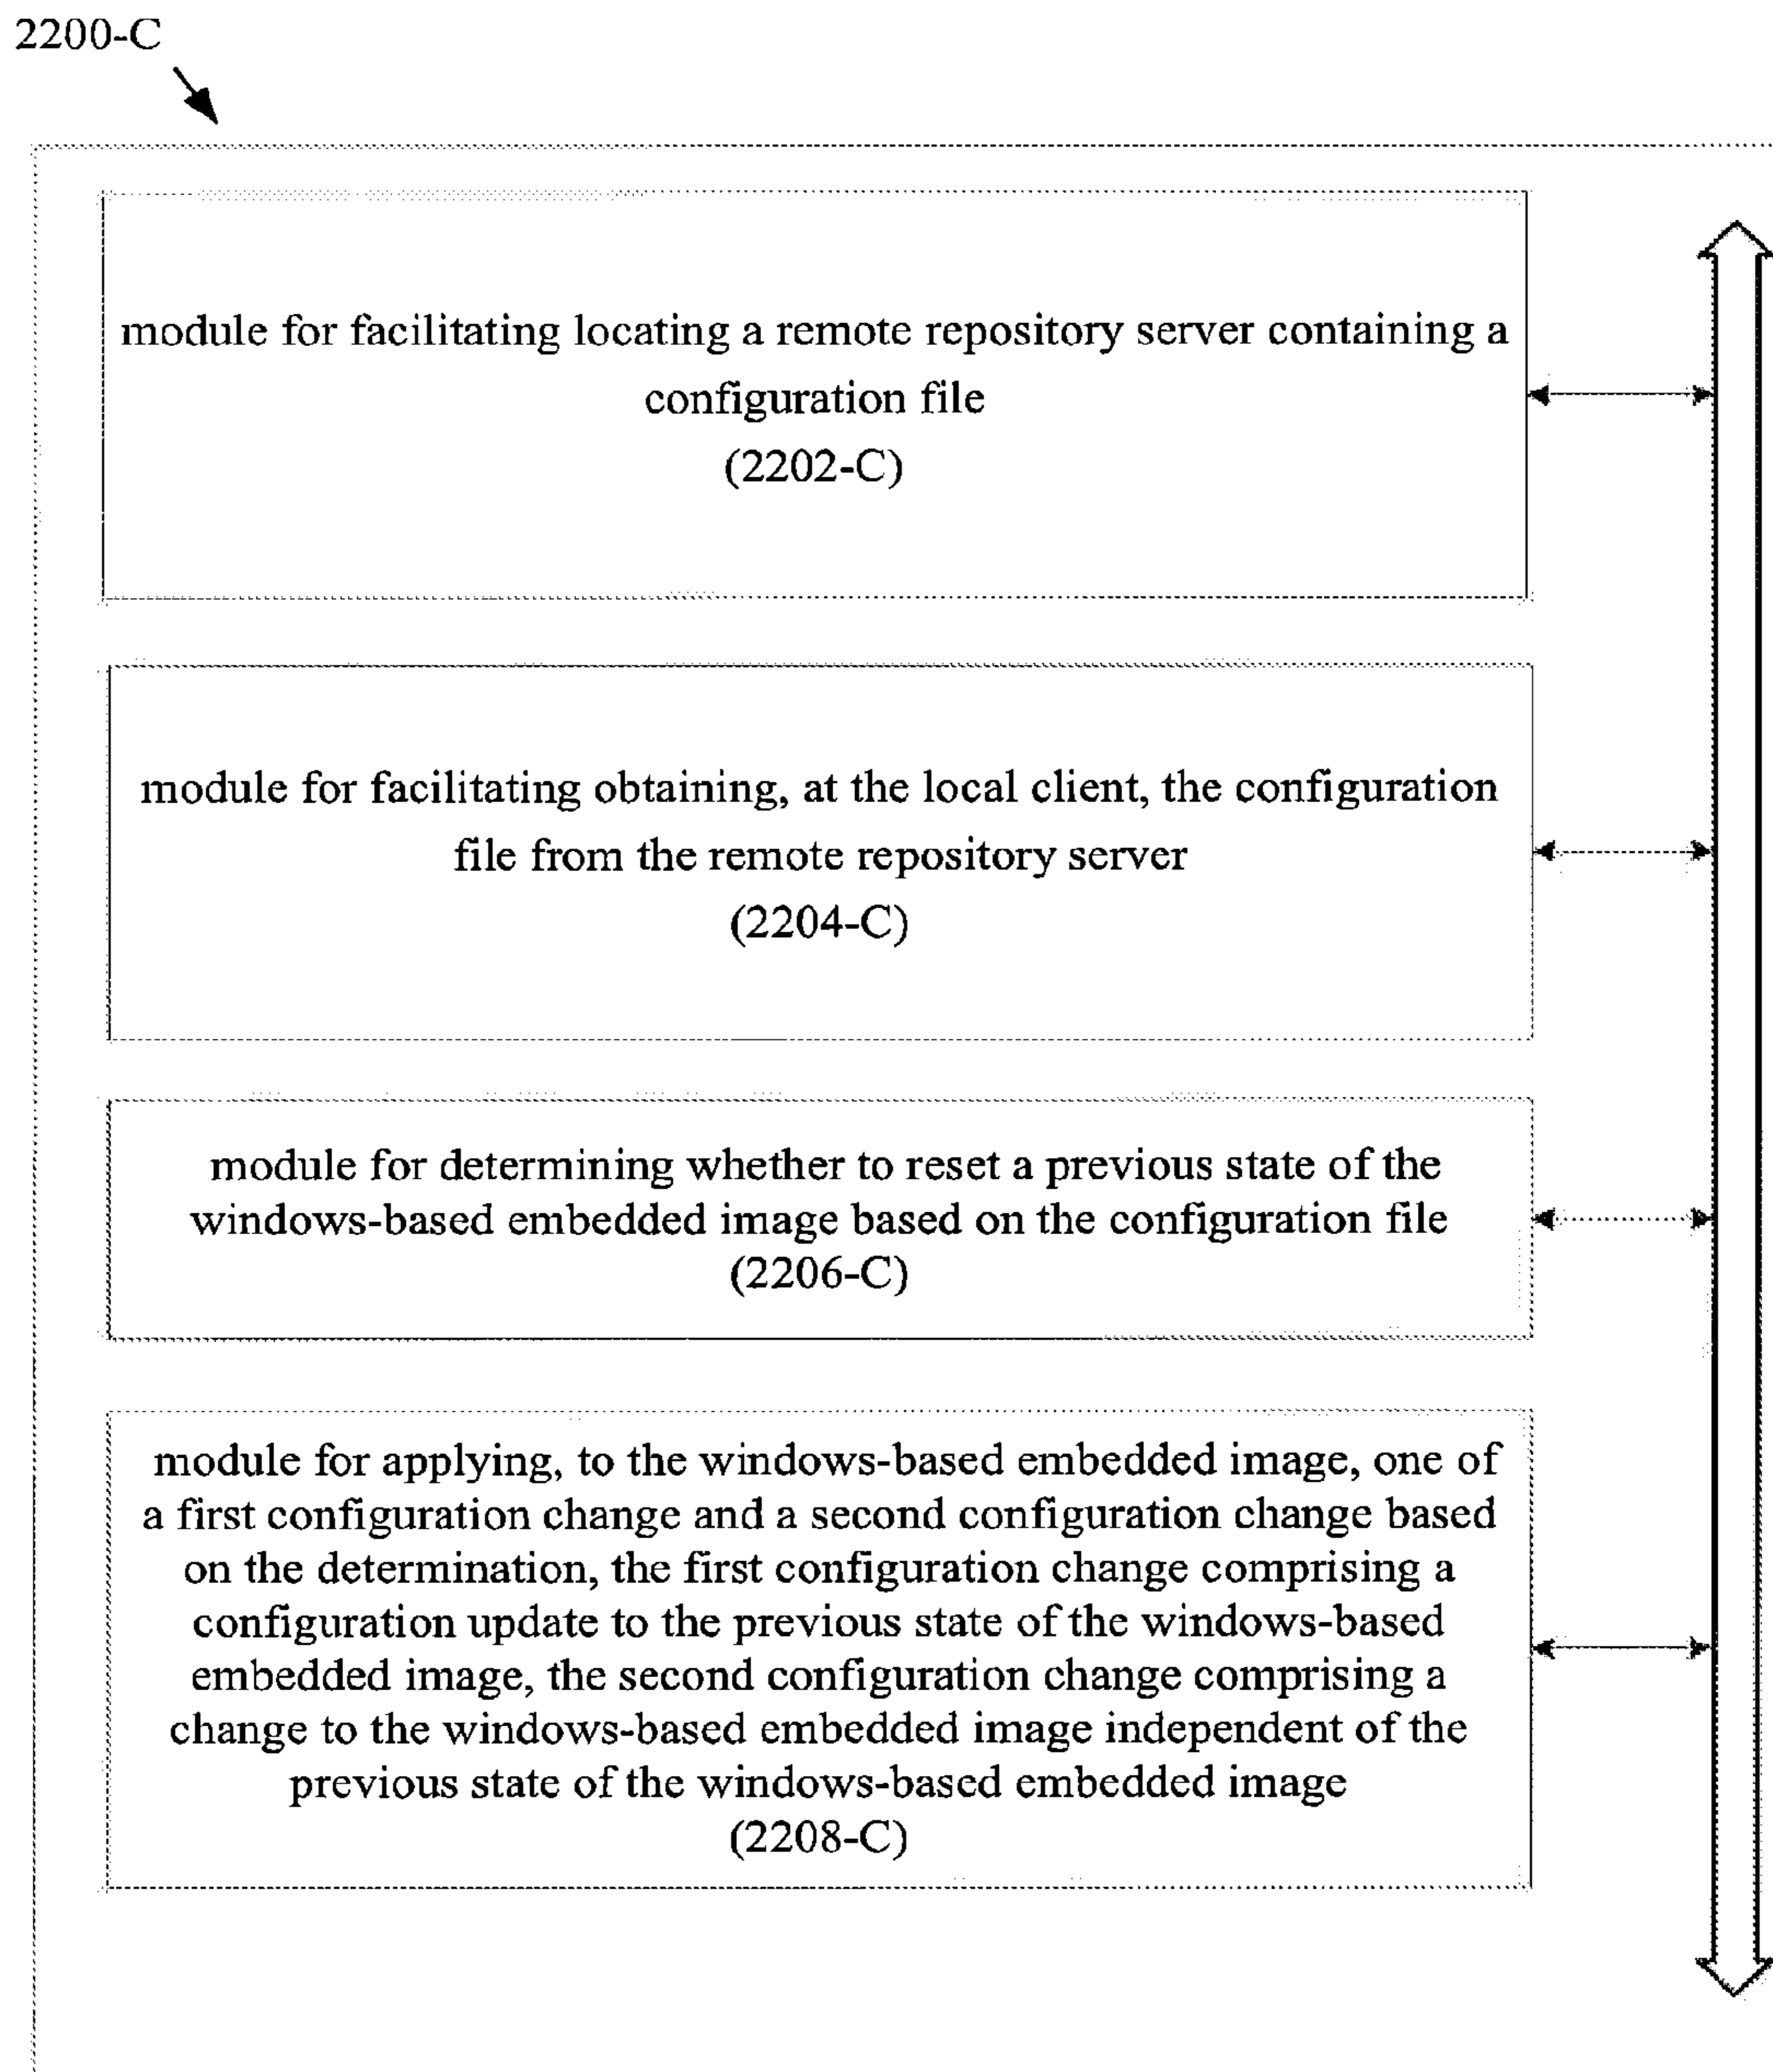 2200-C
module for facilitating locating a remote repository server containing a
configuration file
(2202-C)
module for facilitating obtaining, at the local client, the configuration
file from the remote repository server
(2204-C)
module for determining whether to reset a previous state of the
windows-based embedded image based on the configuration file
(2206-C)
module for applying, to the windows-based embedded image, one of
a first configuration change and a second configuration change based
on the determination, the first configuration change comprising a
configuration update to the previous state of the windows-based
embedded image, the second configuration change comprising a
change to the windows-based embedded image independent of the
previous state of the windows-based embedded image
(2208-C)